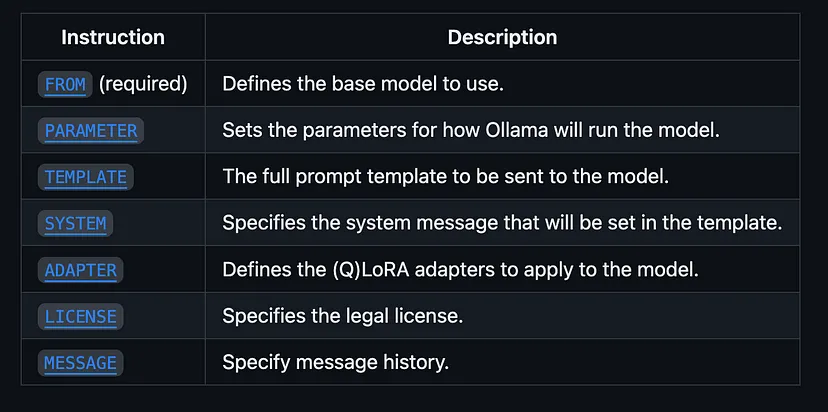 Instruction Description
FROM (required) Defines the base model to use.
PARAMETER Sets the parameters for how Ollama will run the model.
TEMPLATE The full prompt template to be sent to the model.
SYSTEM Specifies the system message that will be set in the template.
ADAPTER Defines the (Q)LoRA adapters to apply to the model.
LICENSE Specifies the legal license.
MESSAGE Specify message history.